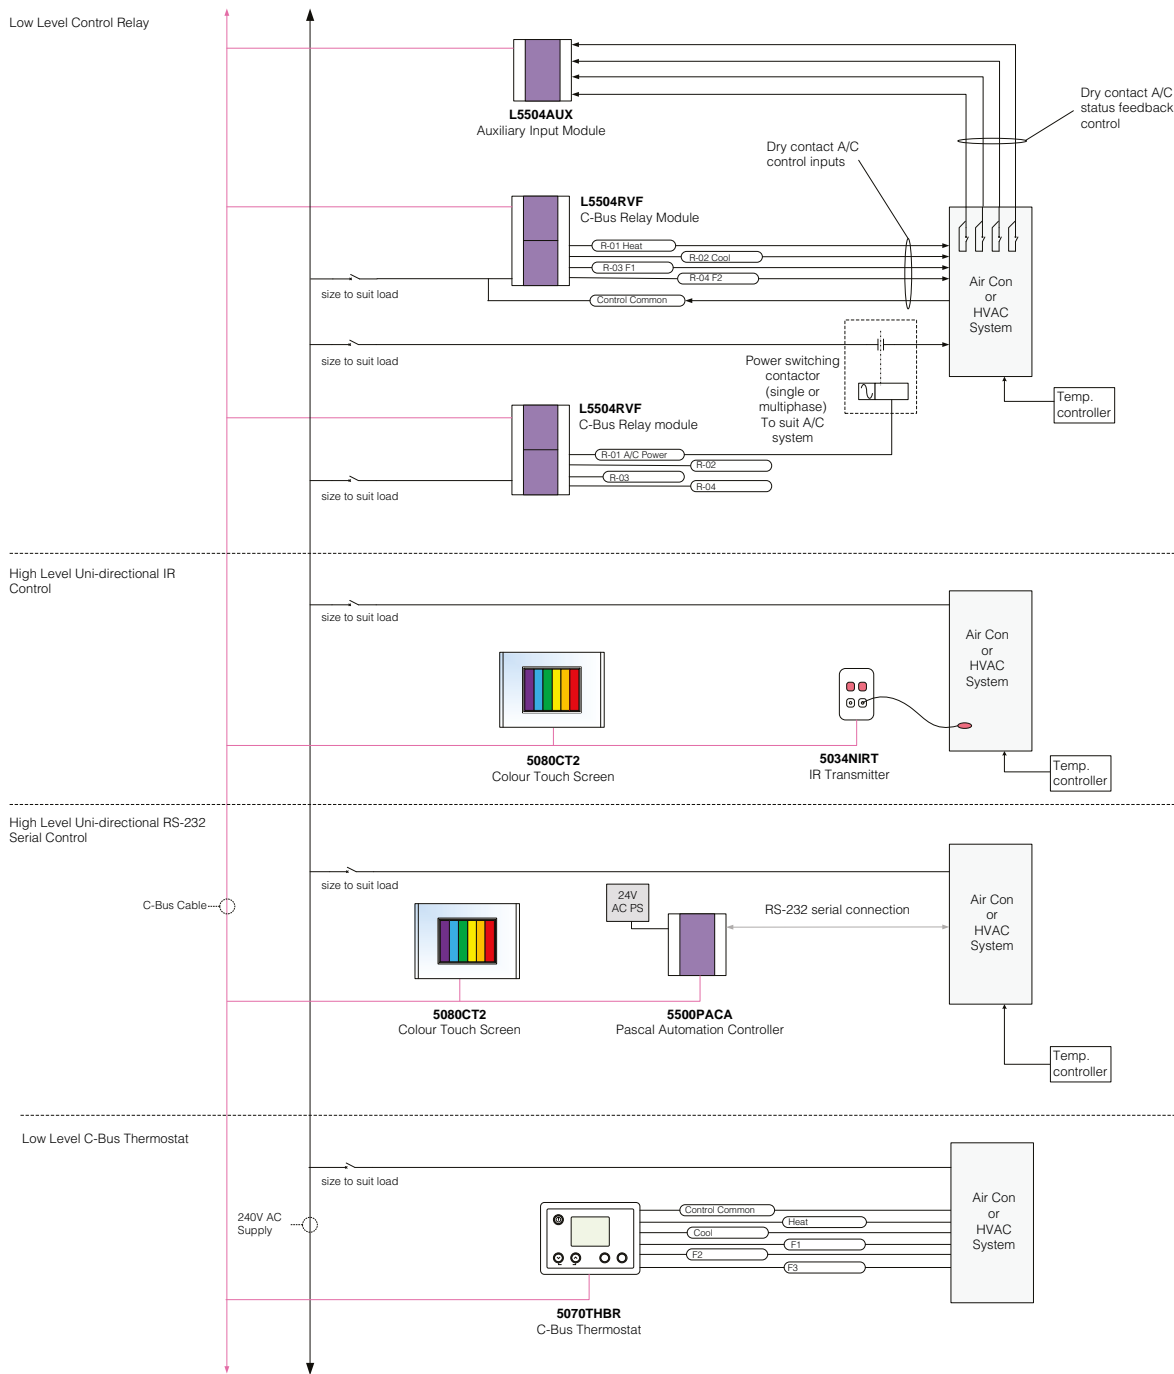 Low Level Control Relay
L5504AUX
Auxiliary Input Module
Dry contact A/C
status feedback
control
Dry contact A/C
control inputs
L5504RVF
C-Bus Relay Module
R-01 Heat
R-02 Cool
R-03 F1
R-04 F2
Control Common
size to suit load
Air Con
or
HVAC
System
size to suit load
Power switching
contactor
(single or
multiphase)
To suit A/C
system
Temp.
controller
L5504RVF
C-Bus Relay module
R-01 A/C Power
R-02
R-03
R-04
size to suit load
High Level Uni-directional IR
Control
size to suit load
Air Con
or
HVAC
System
5080CT2
Colour Touch Screen
5034NIRT
IR Transmitter
Temp.
controller
High Level Uni-directional RS-232
Serial Control
size to suit load
C-Bus Cable
24V
AC PS
RS-232 serial connection
Air Con
or
HVAC
System
5080CT2
Colour Touch Screen
5500PACA
Pascal Automation Controller
Temp.
controller
Low Level C-Bus Thermostat
size to suit load
240V AC
Supply
Control Common
Heat
Cool
F1
F2
F3
Air Con
or
HVAC
System
5070THBR
C-Bus Thermostat